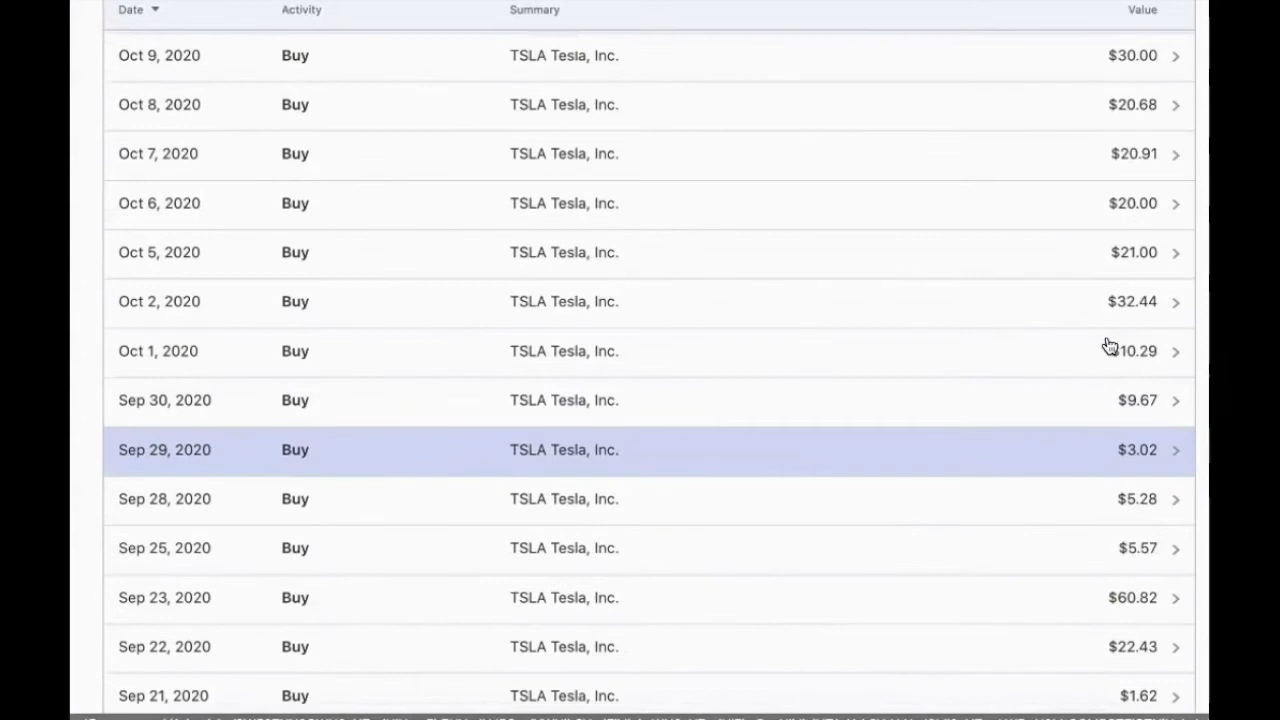 Date Activity Summary Value
Oct 9, 2020 Buy TSLA Tesla, Inc. $30.00
Oct 8, 2020 Buy TSLA Tesla, Inc. $20.68
Oct 7, 2020 Buy TSLA Tesla, Inc. $20.91
Oct 6, 2020 Buy TSLA Tesla, Inc. $20.00
Oct 5, 2020 Buy TSLA Tesla, Inc. $21.00
Oct 2, 2020 Buy TSLA Tesla, Inc. $32.44
Oct 1, 2020 Buy TSLA Tesla, Inc. 10.29
Sep 30, 2020 Buy TSLA Tesla, Inc. $9.67
Sep 29, 2020 Buy TSLA Tesla, Inc. $3.02
Sep 28, 2020 Buy TSLA Tesla, Inc. $5.28
Sep 25, 2020 Buy TSLA Tesla, Inc. $5.57
Sep 23, 2020 Buy TSLA Tesla, Inc. $60.82
Sep 22, 2020 Buy TSLA Tesla, Inc. $22.43
Sep 21, 2020 Buy TSLA Tesla, Inc. $1.62